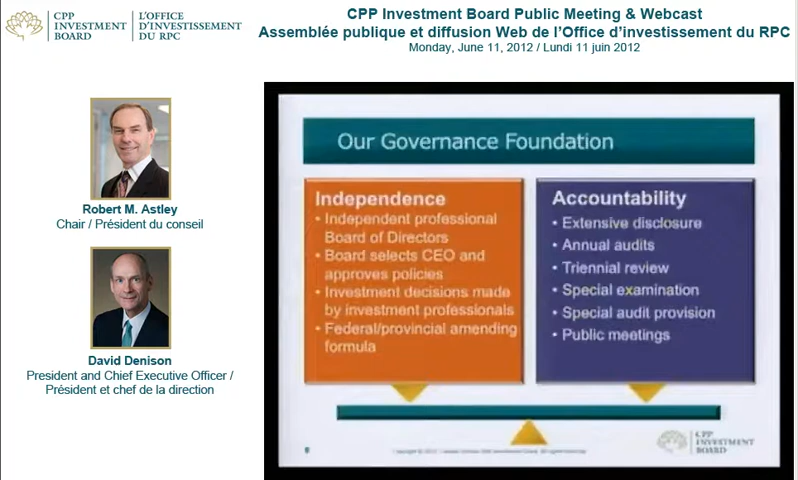 CPP
INVESTMENT
BOARD
L'OFFICE
D'INVESTISSEMENT
DU RPC
CPP Investment Board Public Meeting & Webcast
Assemblée publique et diffusion Web de l'Office d'investissement du RPC
Monday, June 11, 2012 / Lundi 11 juin 2012
Robert M. Astley
Chair / Président du conseil
David Denison
President and Chief Executive Officer /
Président et chef de la direction
Our Governance Foundation
Independence
• Independent professional
Board of Directors
• Board selects CEO and
approves policies
• Investment decisions made
by investment professionals
• Federal/provincial amending
formula
Accountability
• Extensive disclosure
• Annual audits
• Triennial review
• Special examination
• Special audit provision
• Public meetings
CPP
INVESTMENT
BOARD